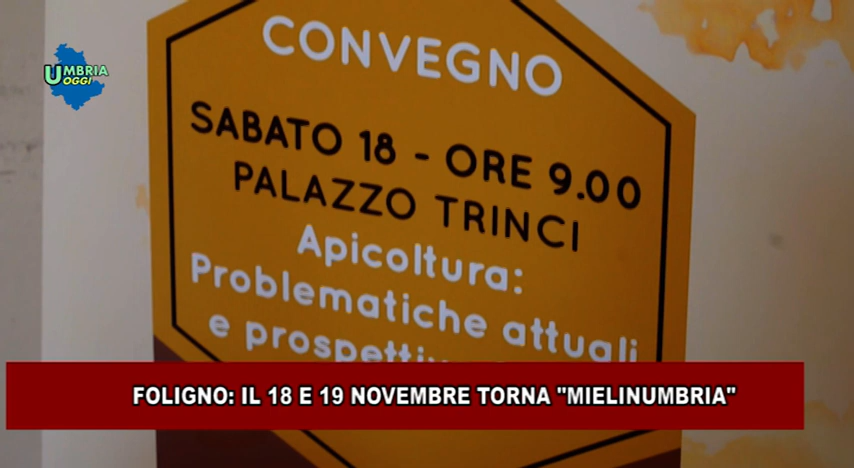 UMBRIA
OGGI
CONVEGNO
SABATO 18 - ORE 9.00
PALAZZO TRINCI
Apicoltura:
Problematiche attuali
e
FOLIGNO: IL 18 E 19 NOVEMBRE TORNA "MIELINUMBRIA"